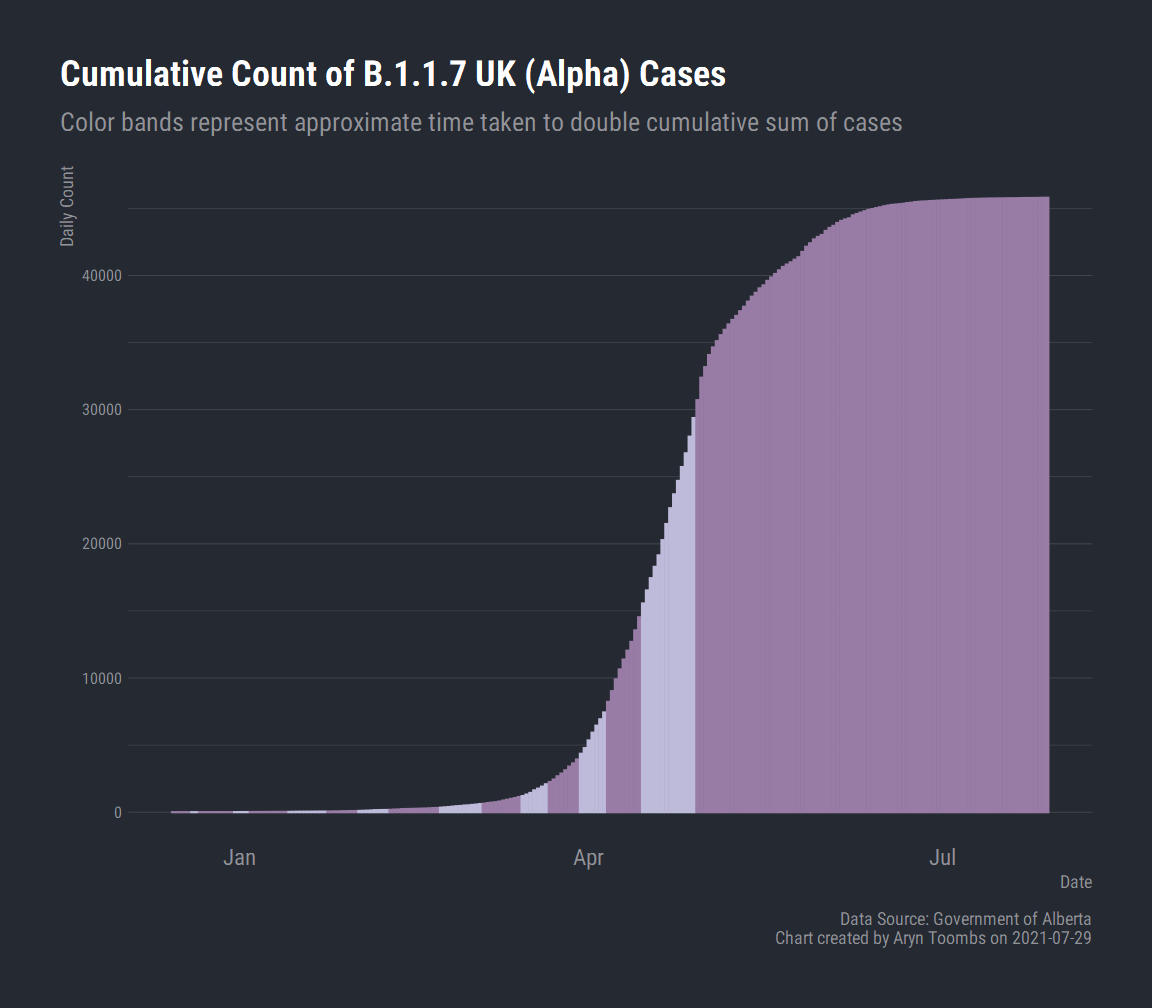 Cumulative Count of B.1.1.7 UK (Alpha) Cases
Color bands represent approximate time taken to double cumulative sum of cases
Daily Count
40000
30000
20000
10000
0
Jan Apr Jul
Date
Data Source: Government of Alberta
Chart created by Aryn Toombs on 2021-07-29